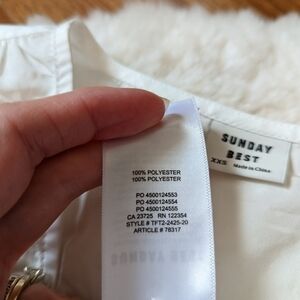 SUNDAY
BEST
XXS Made in China
100% POLYESTER
100% POLYESTER
PO 4500124553
PO 4500124554
PO 4500124555
CA 23725 RN 122354
STYLE # TFT2-2425-20
ARTICLE # 78317